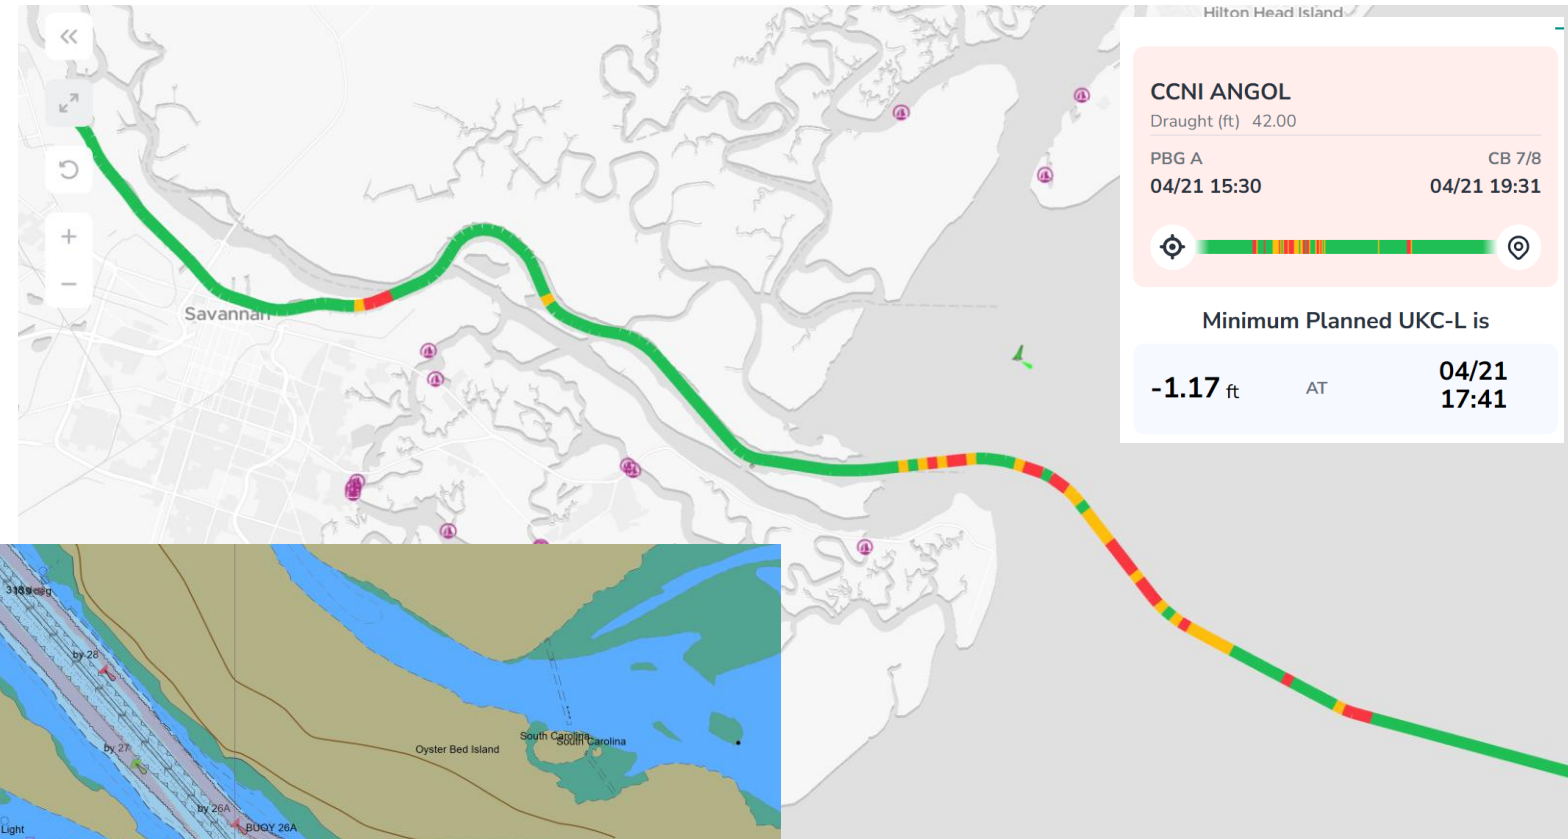 Hilton Head Island
CCNI ANGOL
Draught (ft) 42.00
PBG A CB 7/8
04/21 15:30 04/21 19:31
Minimum Planned UKC-L is
-1.17 ft AT 04/21 17:41
Savannah
by 28
by 27
by 26A
BUOY 26A
Light
Oyster Bed Island
South Carolina
South Carolina